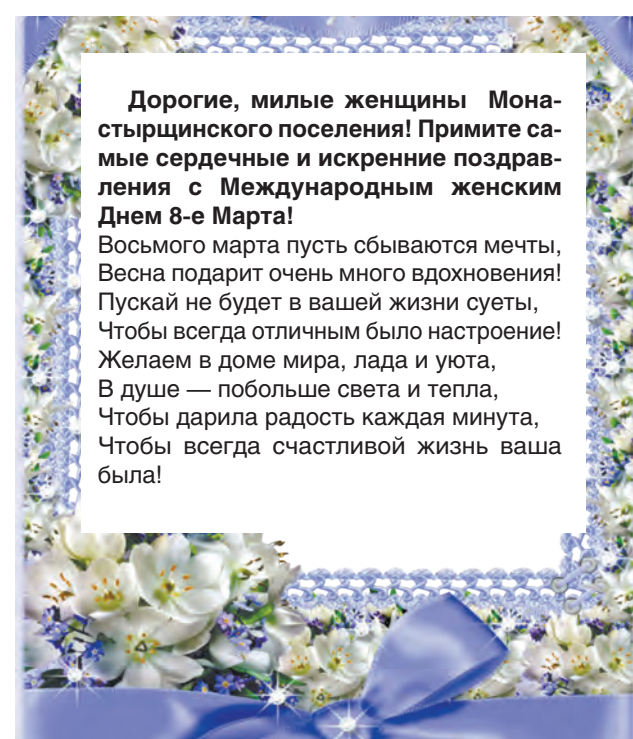 Дорогие, милые женщины Мона-
стырщинского поселения! Примите са-
мые сердечные и искренние поздрав-
ления с Международным женским
Днем 8-е Марта!
Восьмого марта пусть сбываются мечты,
Весна подарит очень много вдохновения!
Пускай не будет в вашей жизни суеты,
Чтобы всегда отличным было настроение!
Желаем в доме мира, лада и уюта,
В душе — побольше света и тепла,
Чтобы дарила радость каждая минута,
Чтобы всегда счастливой жизнь ваша
была!